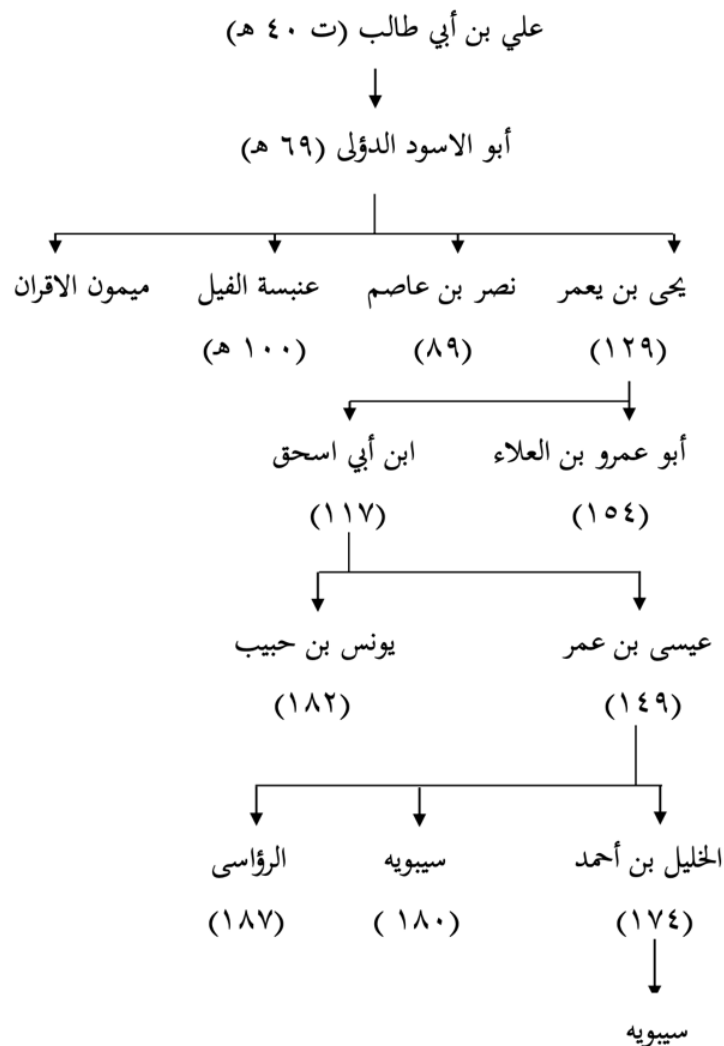 علي بن أبي طالب (ت ٤٠ هـ)
أبو الاسود الدؤلى (٦٩ هـ)
يحى بن يعمر نصر بن عاصم عنبسة الفيل ميمون الاقران
(١٢٩) (٨٩) (١٠٠ هـ)
أبو عمرو بن العلاء ابن أبي اسحق
(١٥٤) (١١٧)
عيسى بن عمر يونس بن حبيب
(١٤٩) (١٨٢)
الخليل بن أحمد سيبويه الرؤاسى
(١٧٤) (١٨٠ ) (١٨٧)
سيبويه